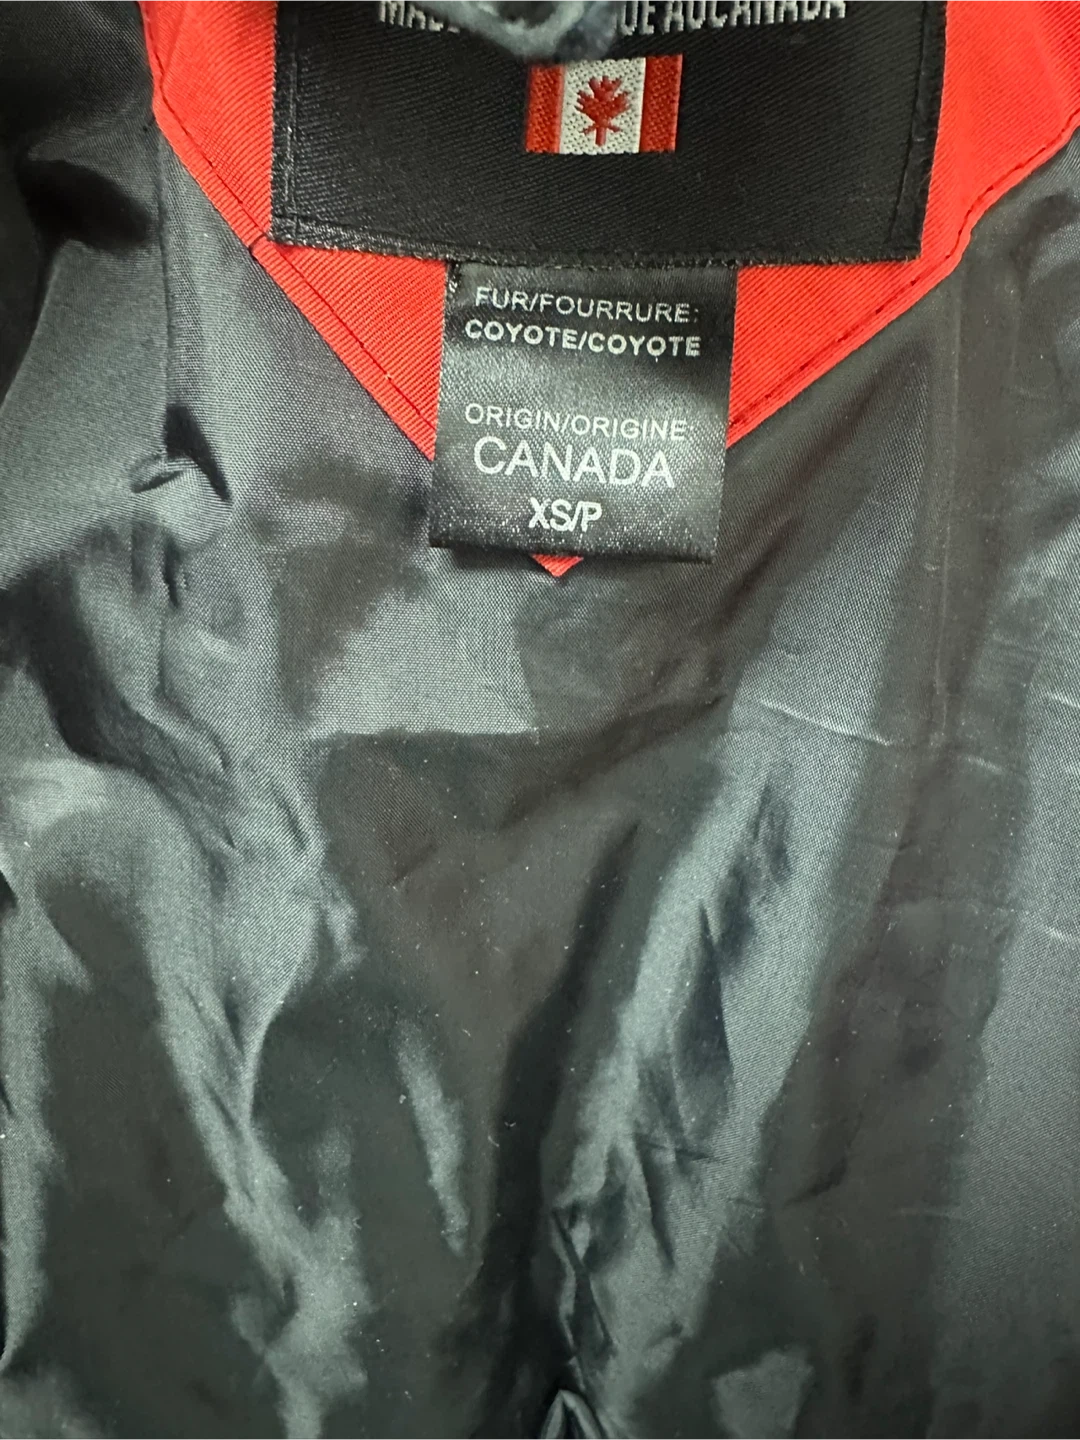 FUR/FOURRURE:
COYOTE/COYOTE
ORIGIN/ORIGINE
CANADA
XS/P